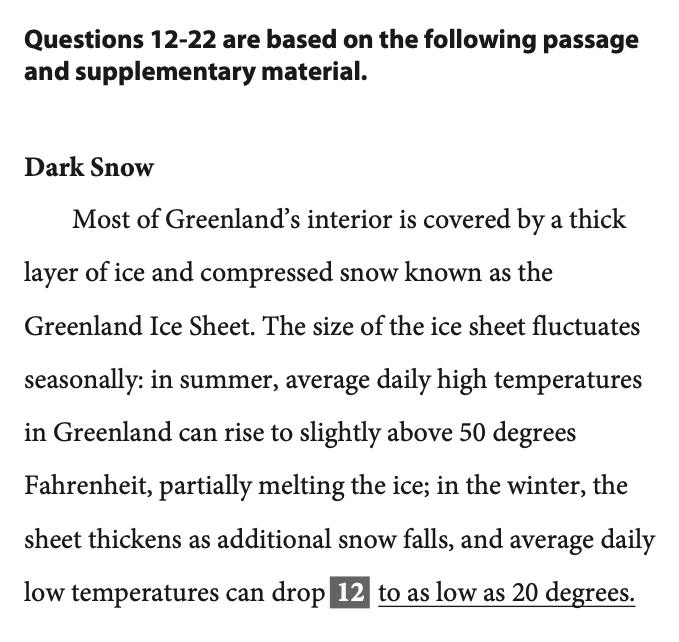 Questions 12-22 are based on the following passage
and supplementary material.
Dark Snow
Most of Greenland’s interior is covered by a thick
layer of ice and compressed snow known as the
Greenland Ice Sheet. The size of the ice sheet fluctuates
seasonally: in summer, average daily high temperatures
in Greenland can rise to slightly above 50 degrees
Fahrenheit, partially melting the ice; in the winter, the
sheet thickens as additional snow falls, and average daily
low temperatures can drop 12 to as low as 20 degrees.